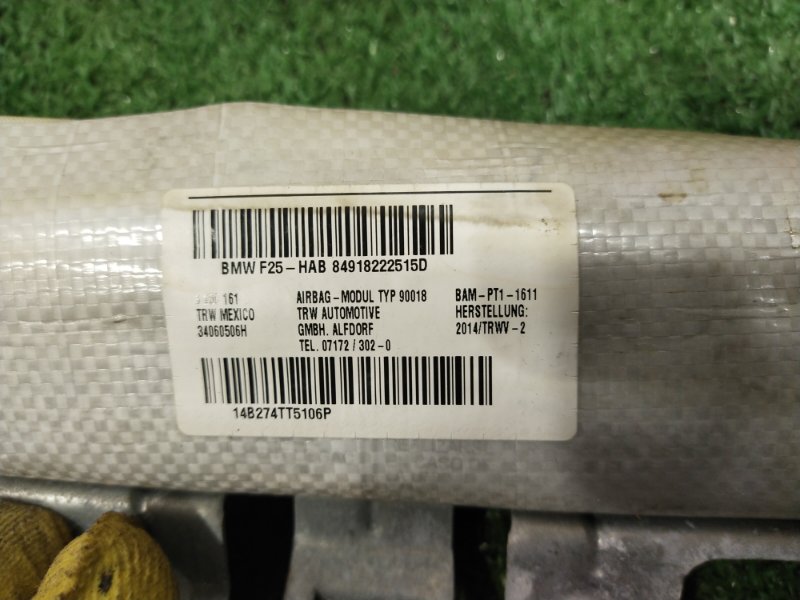 BMW F25-HAB 84918222515D
161 AIRBAG-MODUL TYP 90018 BAM-PT1-1611
TRW MEXICO TRW AUTOMOTIVE HERSTELLUNG:
34060506H GMBH. ALFDORF 2014/TRWV-2
TEL. 07172/302-0
14B274TT5106P